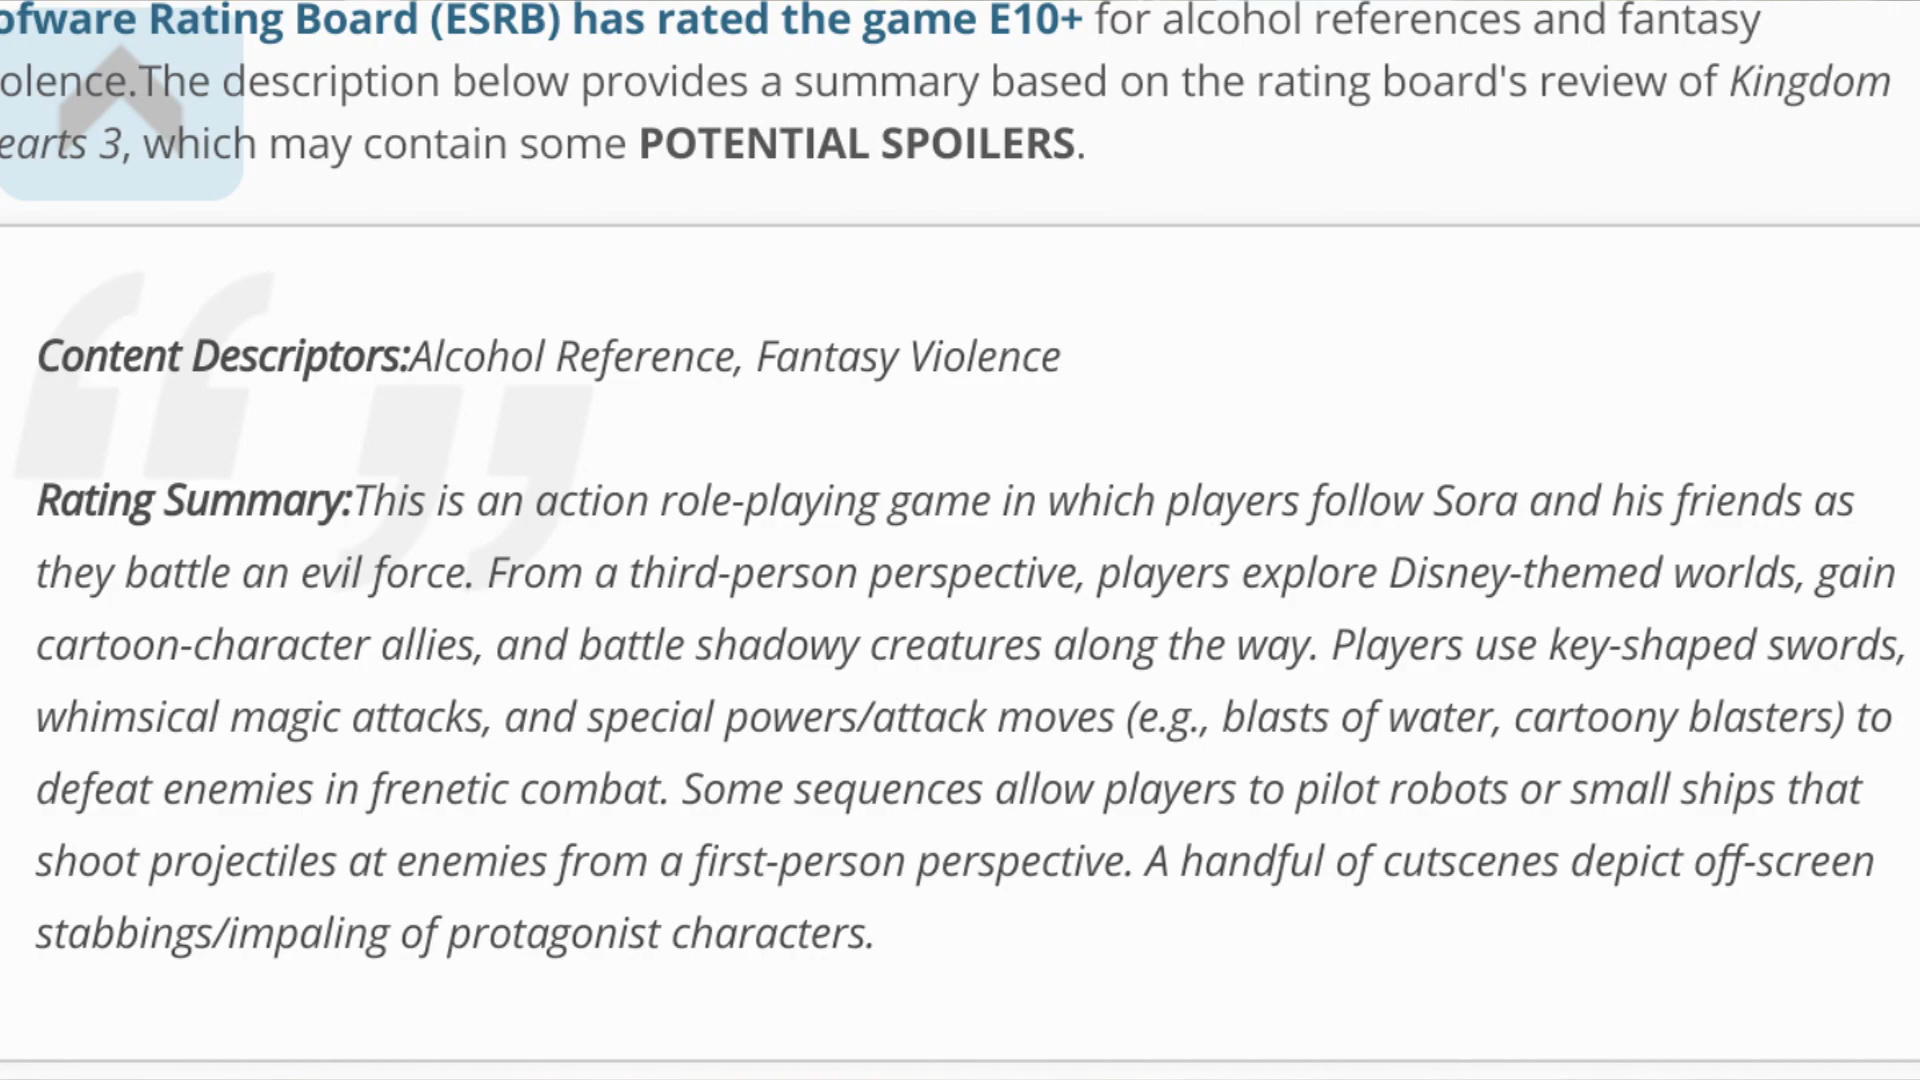 ofware Rating Board (ESRB) has rated the game E10+ for alcohol references and fantasy
olence.The description below provides a summary based on the rating board's review of Kingdom
earts 3, which may contain some POTENTIAL SPOILERS.
Content Descriptors:Alcohol Reference, Fantasy Violence
Rating Summary:This is an action role-playing game in which players follow Sora and his friends as
they battle an evil force. From a third-person perspective, players explore Disney-themed worlds, gain
cartoon-character allies, and battle shadowy creatures along the way. Players use key-shaped swords,
whimsical magic attacks, and special powers/attack moves (e.g., blasts of water, cartoony blasters) to
defeat enemies in frenetic combat. Some sequences allow players to pilot robots or small ships that
shoot projectiles at enemies from a first-person perspective. A handful of cutscenes depict off-screen
stabbings/impaling of protagonist characters.